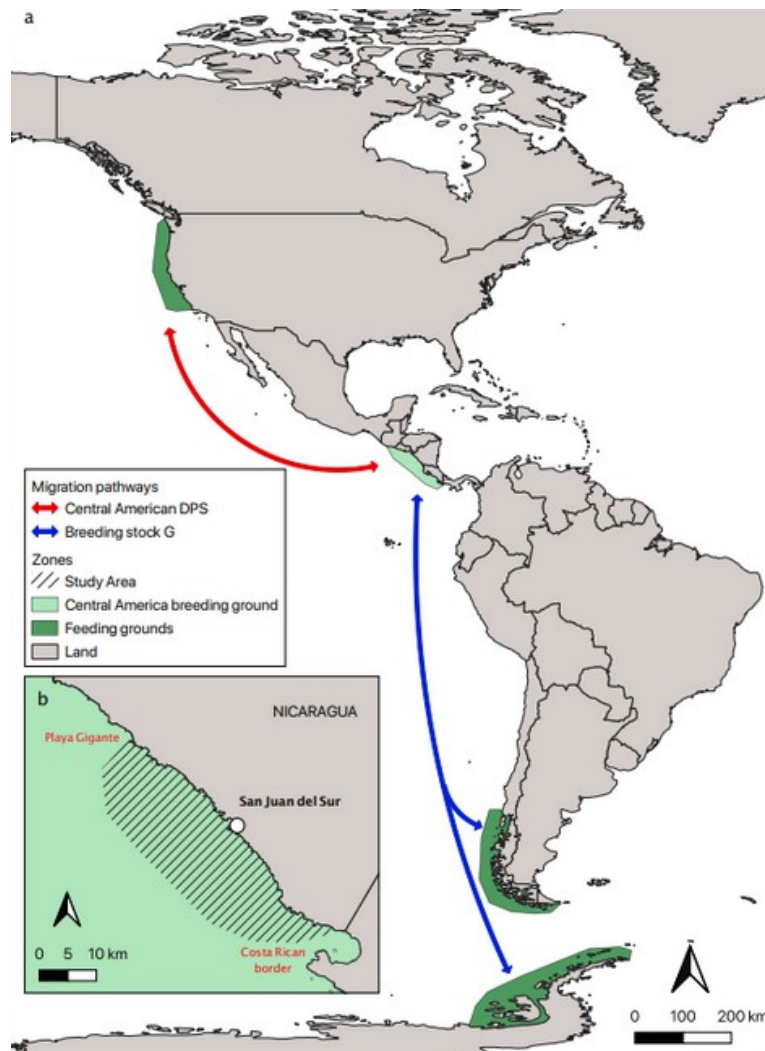 a
Migration pathways
Central American DPS
Breeding stock G
Zones
Study Area
Central America breeding ground
Feeding grounds
Land
b
NICARAGUA
Playa Gigante
San Juan del Sur
Costa Rican
border
0 5 10 km
0 100 200 km